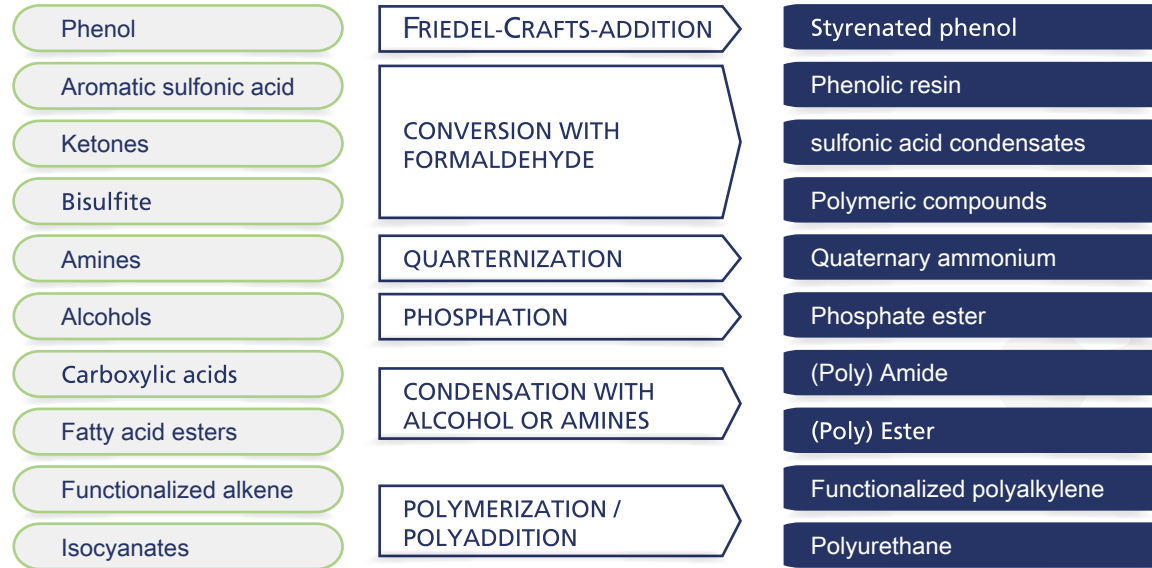 Phenol
FRIEDEL-CRAFTS-ADDITION
Styrenated phenol
Aromatic sulfonic acid
Phenolic resin
Ketones
CONVERSION WITH
FORMALDEHYDE
sulfonic acid condensates
Bisulfite
Polymeric compounds
Amines
QUARTERNIZATION
Quaternary ammonium
Alcohols
PHOSPHATION
Phosphate ester
Carboxylic acids
CONDENSATION WITH
ALCOHOL OR AMINES
(Poly) Amide
Fatty acid esters
(Poly) Ester
Functionalized alkene
POLYMERIZATION /
POLYADDITION
Functionalized polyalkylene
Isocyanates
Polyurethane